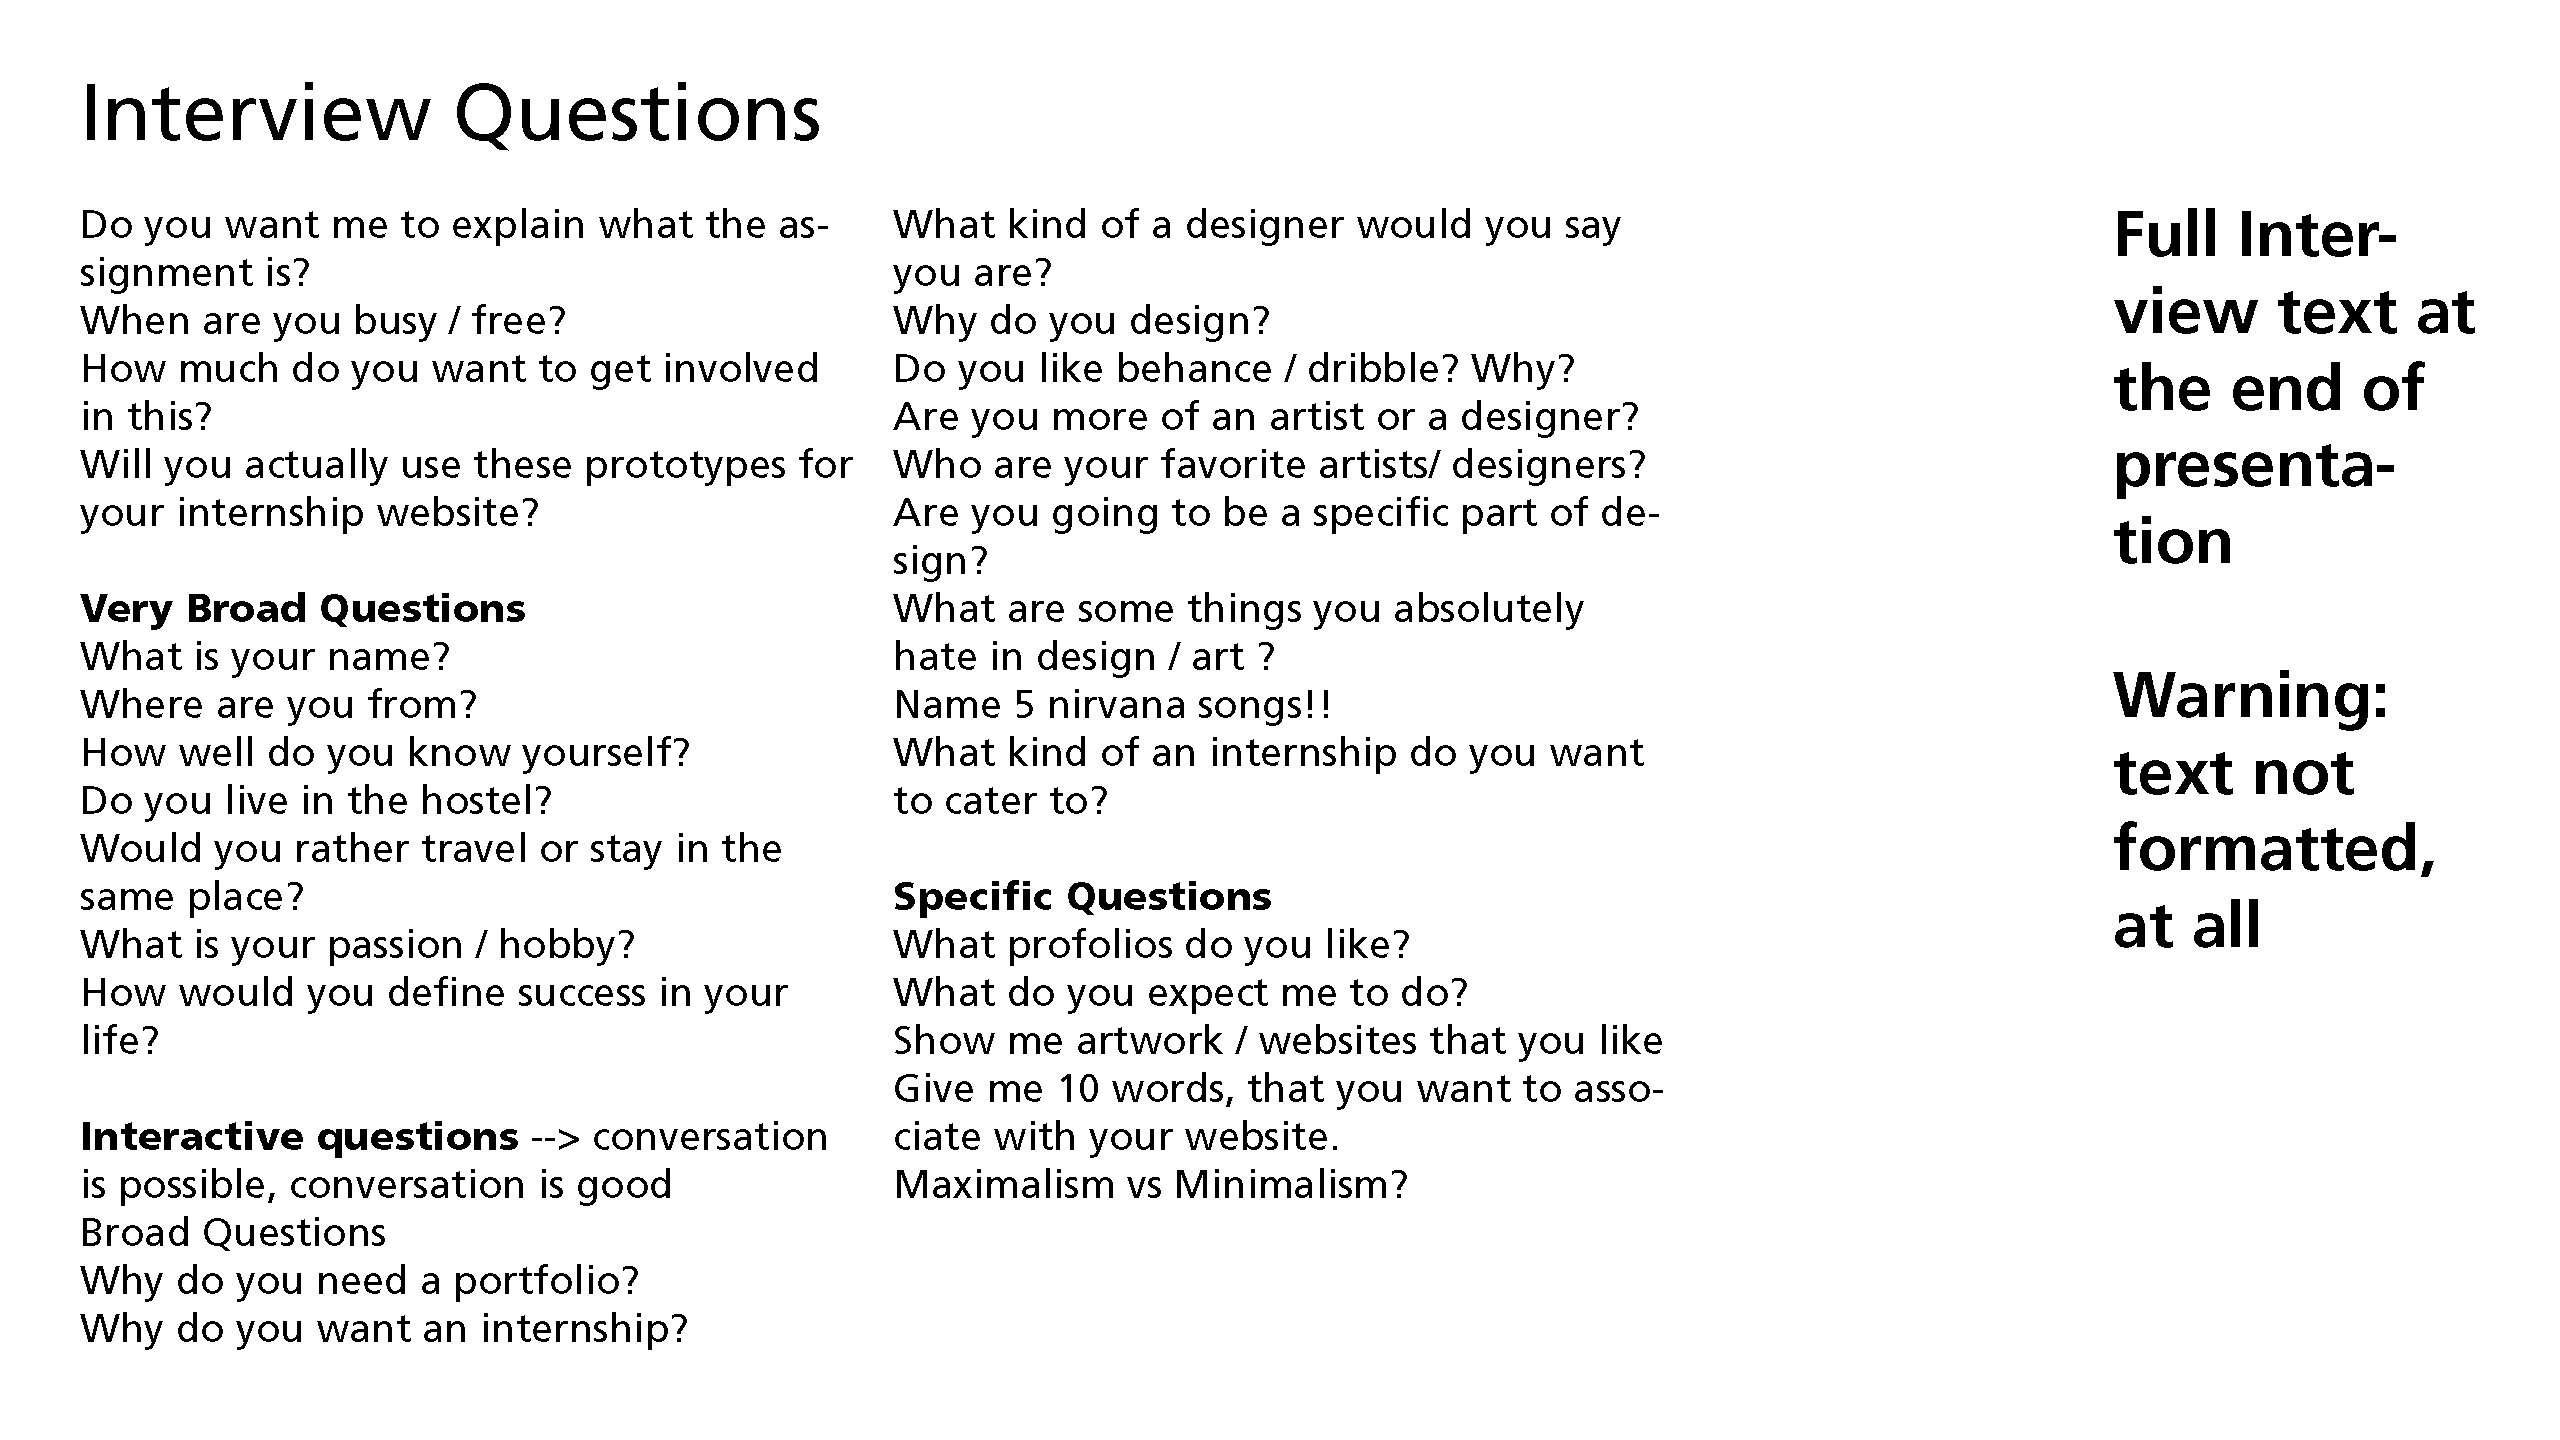 Interview Questions
Do you want me to explain what the as-
signment is?
When are you busy / free?
How much do you want to get involved
in this?
Will you actually use these prototypes for
your internship website?
Very Broad Questions
What is your name?
Where are you from?
How well do you know yourself?
Do you live in the hostel?
Would you rather travel or stay in the
same place?
What is your passion / hobby?
How would you define success in your
life?
Interactive questions --> conversation
is possible, conversation is good
Broad Questions
Why do you need a portfolio?
Why do you want an internship?
What kind of a designer would you say
you are?
Why do you design?
Do you like behance / dribble? Why?
Are you more of an artist or a designer?
Who are your favorite artists/ designers?
Are you going to be a specific part of de-
sign?
What are some things you absolutely
hate in design / art ?
Name 5 nirvana songs!!
What kind of an internship do you want
to cater to?
Specific Questions
What profolios do you like?
What do you expect me to do?
Show me artwork / websites that you like
Give me 10 words, that you want to asso-
ciate with your website.
Maximalism vs Minimalism?
Full Inter-
view text at
the end of
presenta-
tion
Warning:
text not
formatted,
at all